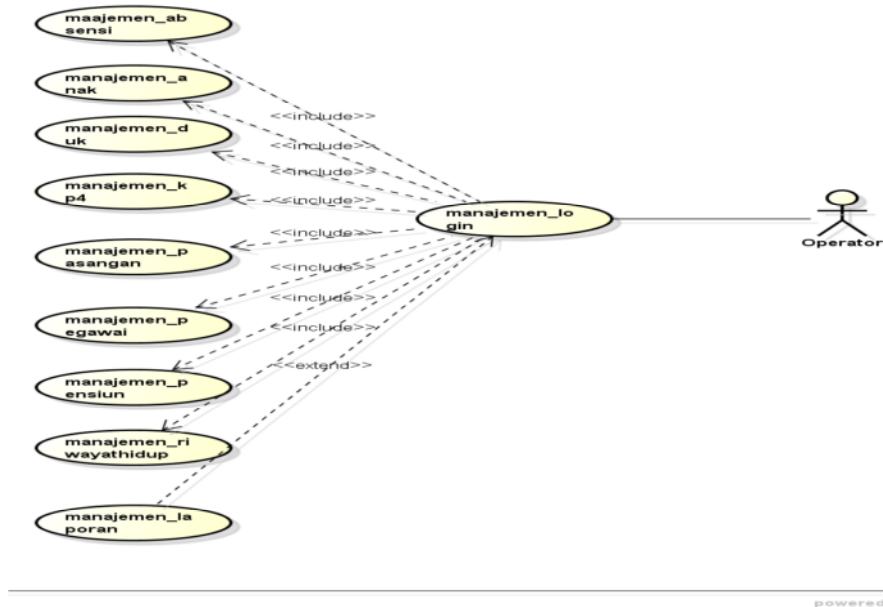 maajemen_ab
sensi
manajemen_a
nak
manajemen_d
uk
manajemen_k
p4
manajemen_p
asangan
manajemen_p
egawai
manajemen_p
ensiun
manajemen_ri
wayathidup
manajemen_la
poran
<<include>>
<<include>>
<<include>>
<<include>>
<<include>>
<<include>>
<<include>>
<<extend>>
manajemen_lo
gin
Operator
powered